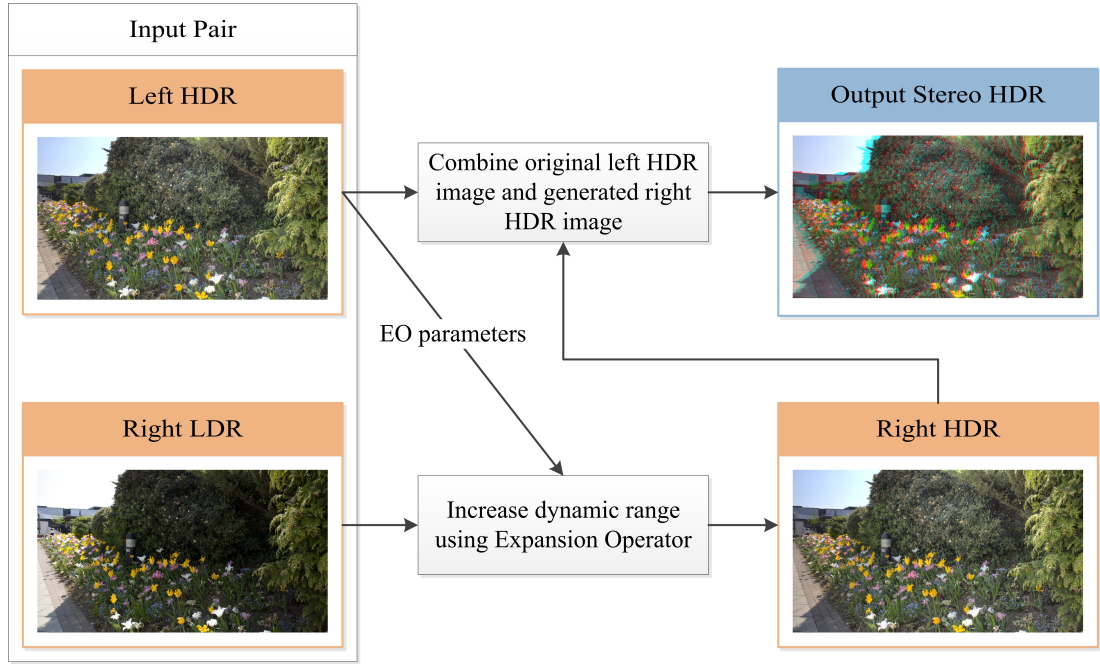 Input Pair
Left HDR
Output Stereo HDR
Combine original left HDR
image and generated right
HDR image
EO parameters
Right LDR
Right HDR
Increase dynamic range
using Expansion Operator